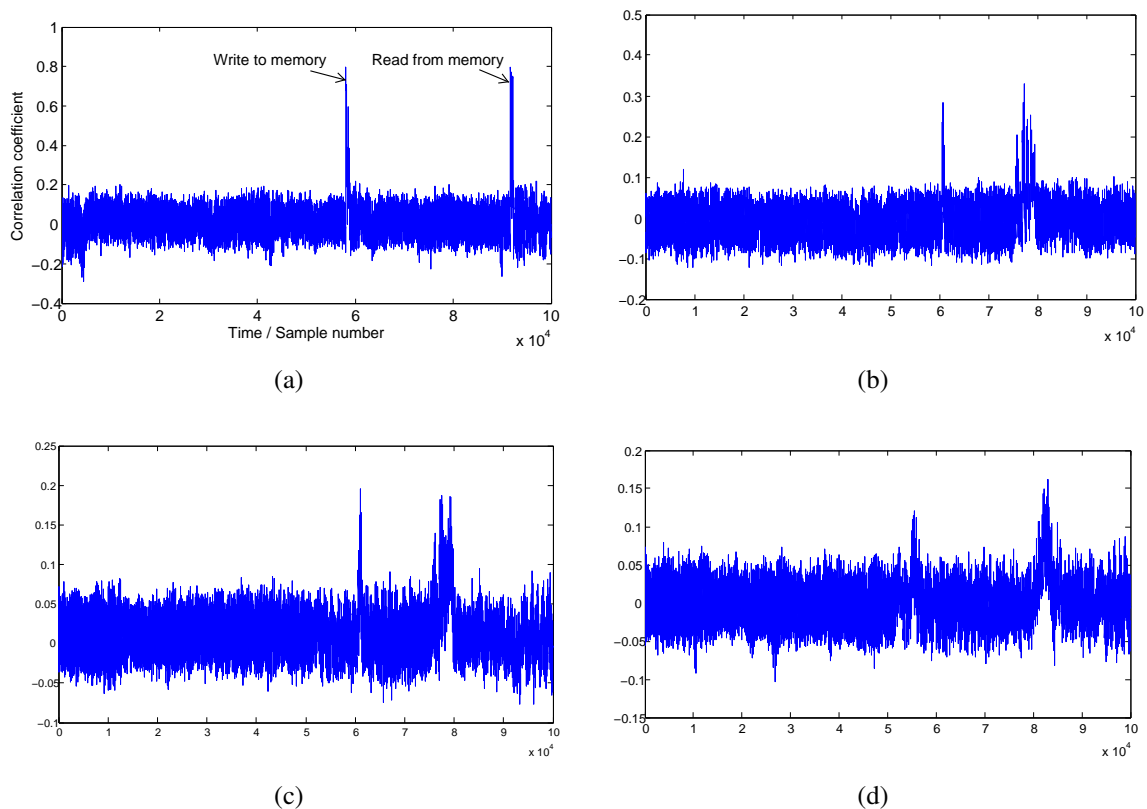 1
0.8
0.6
0.4
0.2
0
−0.2
−0.4
Correlation coefficient
Write to memory
Read from memory
0 2 4 6 8 10
Time / Sample number
x 10^4
(a)
0.5
0.4
0.3
0.2
0.1
0
−0.1
−0.2
0 1 2 3 4 5 6 7 8 9 10
x 10^4
(b)
0.25
0.2
0.15
0.1
0.05
0
−0.05
−0.1
0 1 2 3 4 5 6 7 8 9 10
x 10^4
(c)
0.2
0.15
0.1
0.05
0
−0.05
−0.1
−0.15
0 1 2 3 4 5 6 7 8 9 10
x 10^4
(d)